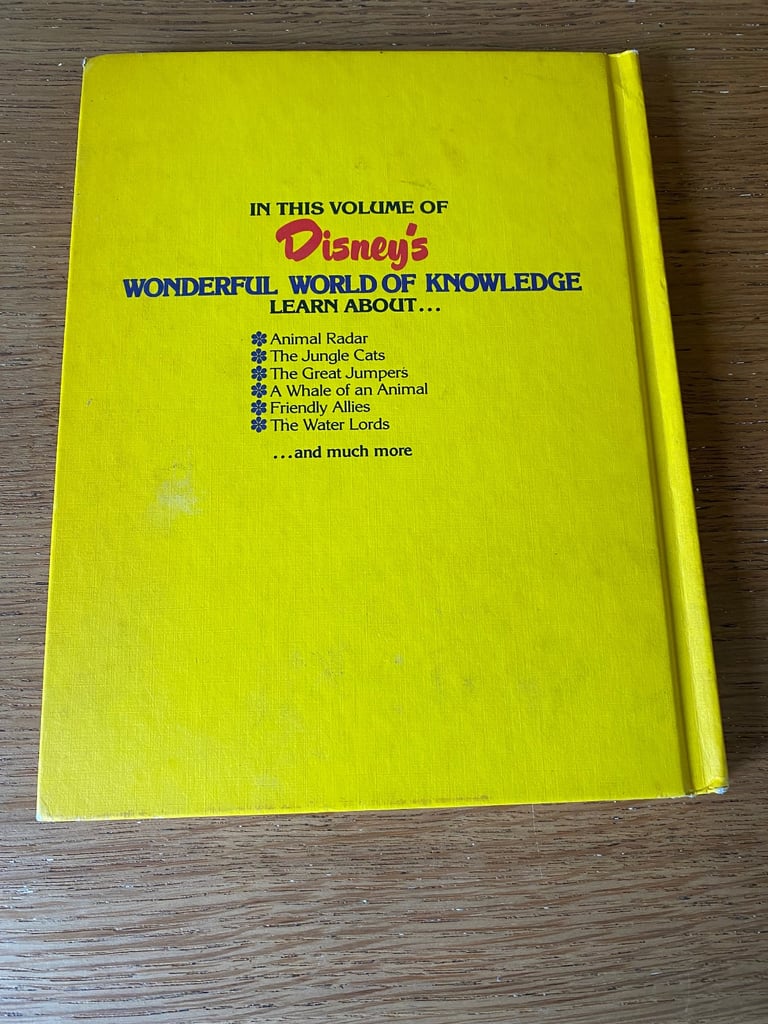 IN THIS VOLUME OF
Disney's
WONDERFUL WORLD OF KNOWLEDGE
LEARN ABOUT...
Animal Radar
The Jungle Cats
The Great Jumpers
A Whale of an Animal
Friendly Allies
The Water Lords
...and much more